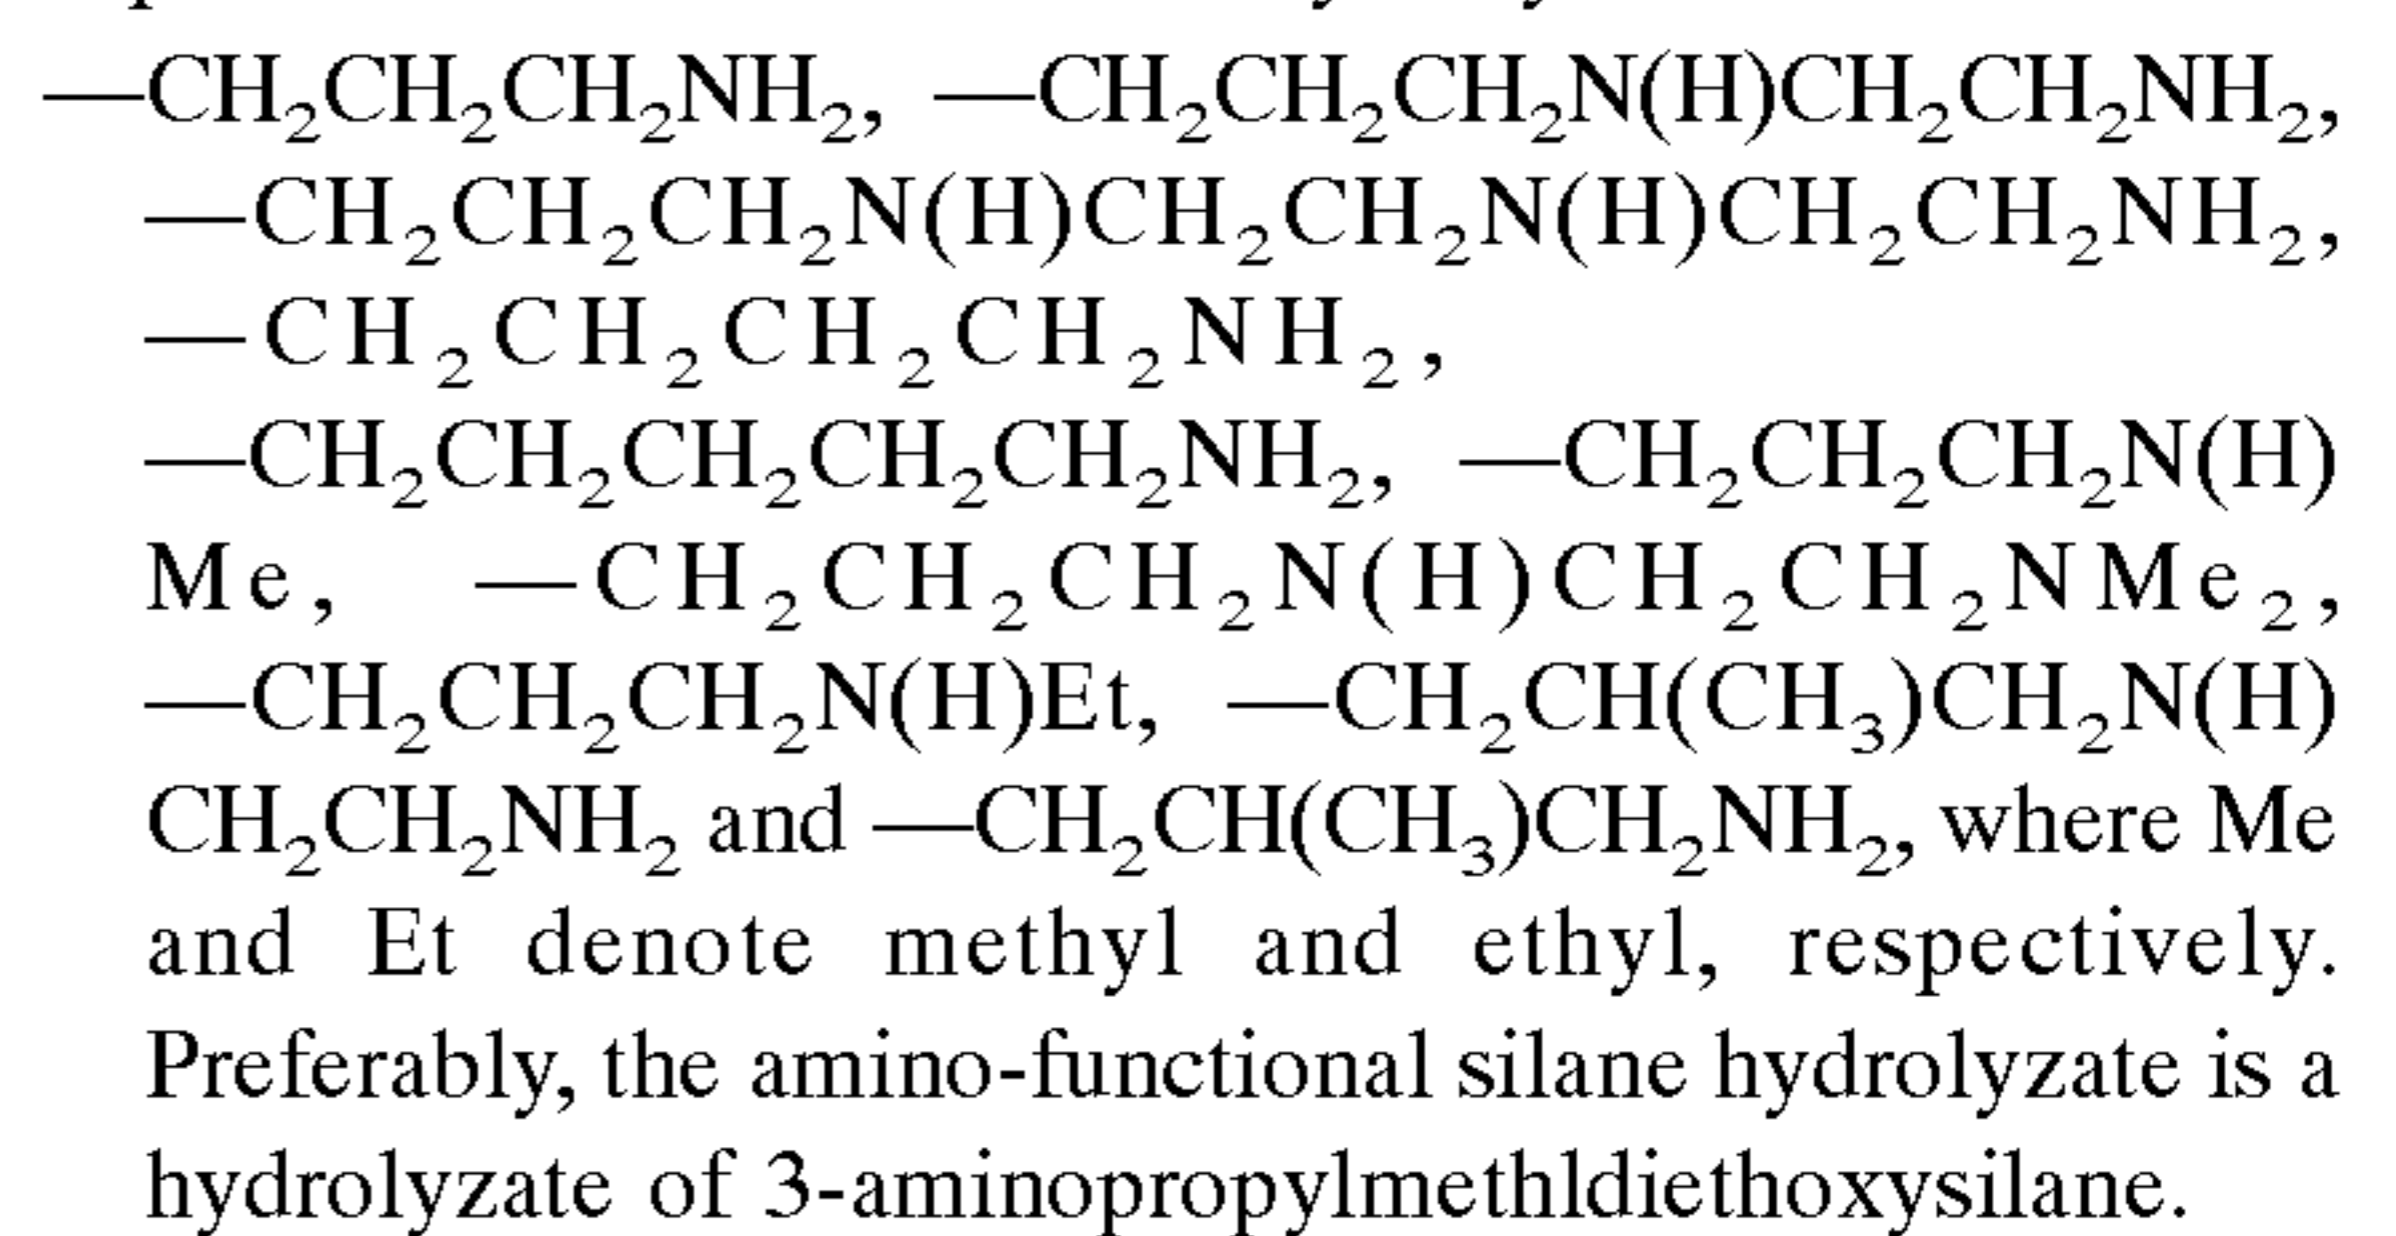 —CH₂CH₂CH₂NH₂, —CH₂CH₂CH₂N(H)CH₂CH₂NH₂,
—CH₂CH₂CH₂N(H)CH₂CH₂N(H)CH₂CH₂NH₂,
—CH₂CH₂CH₂CH₂NH₂,
—CH₂CH₂CH₂CH₂CH₂NH₂, —CH₂CH₂CH₂N(H)
Me, —CH₂CH₂CH₂N(H)CH₂CH₂NMe₂,
—CH₂CH₂CH₂N(H)Et, —CH₂CH(CH₃)CH₂N(H)
CH₂CH₂NH₂ and —CH₂CH(CH₃)CH₂NH₂, where Me
and Et denote methyl and ethyl, respectively.
Preferably, the amino-functional silane hydrolyzate is a
hydrolyzate of 3-aminopropylmethldiethoxysilane.